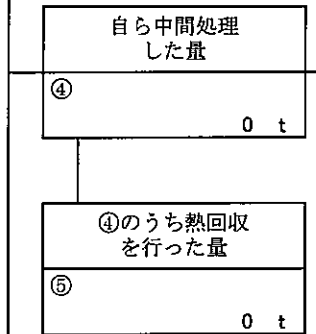 自ら中間処理
した量
④
0 t
④のうち熱回収
を行った量
⑤
0 t